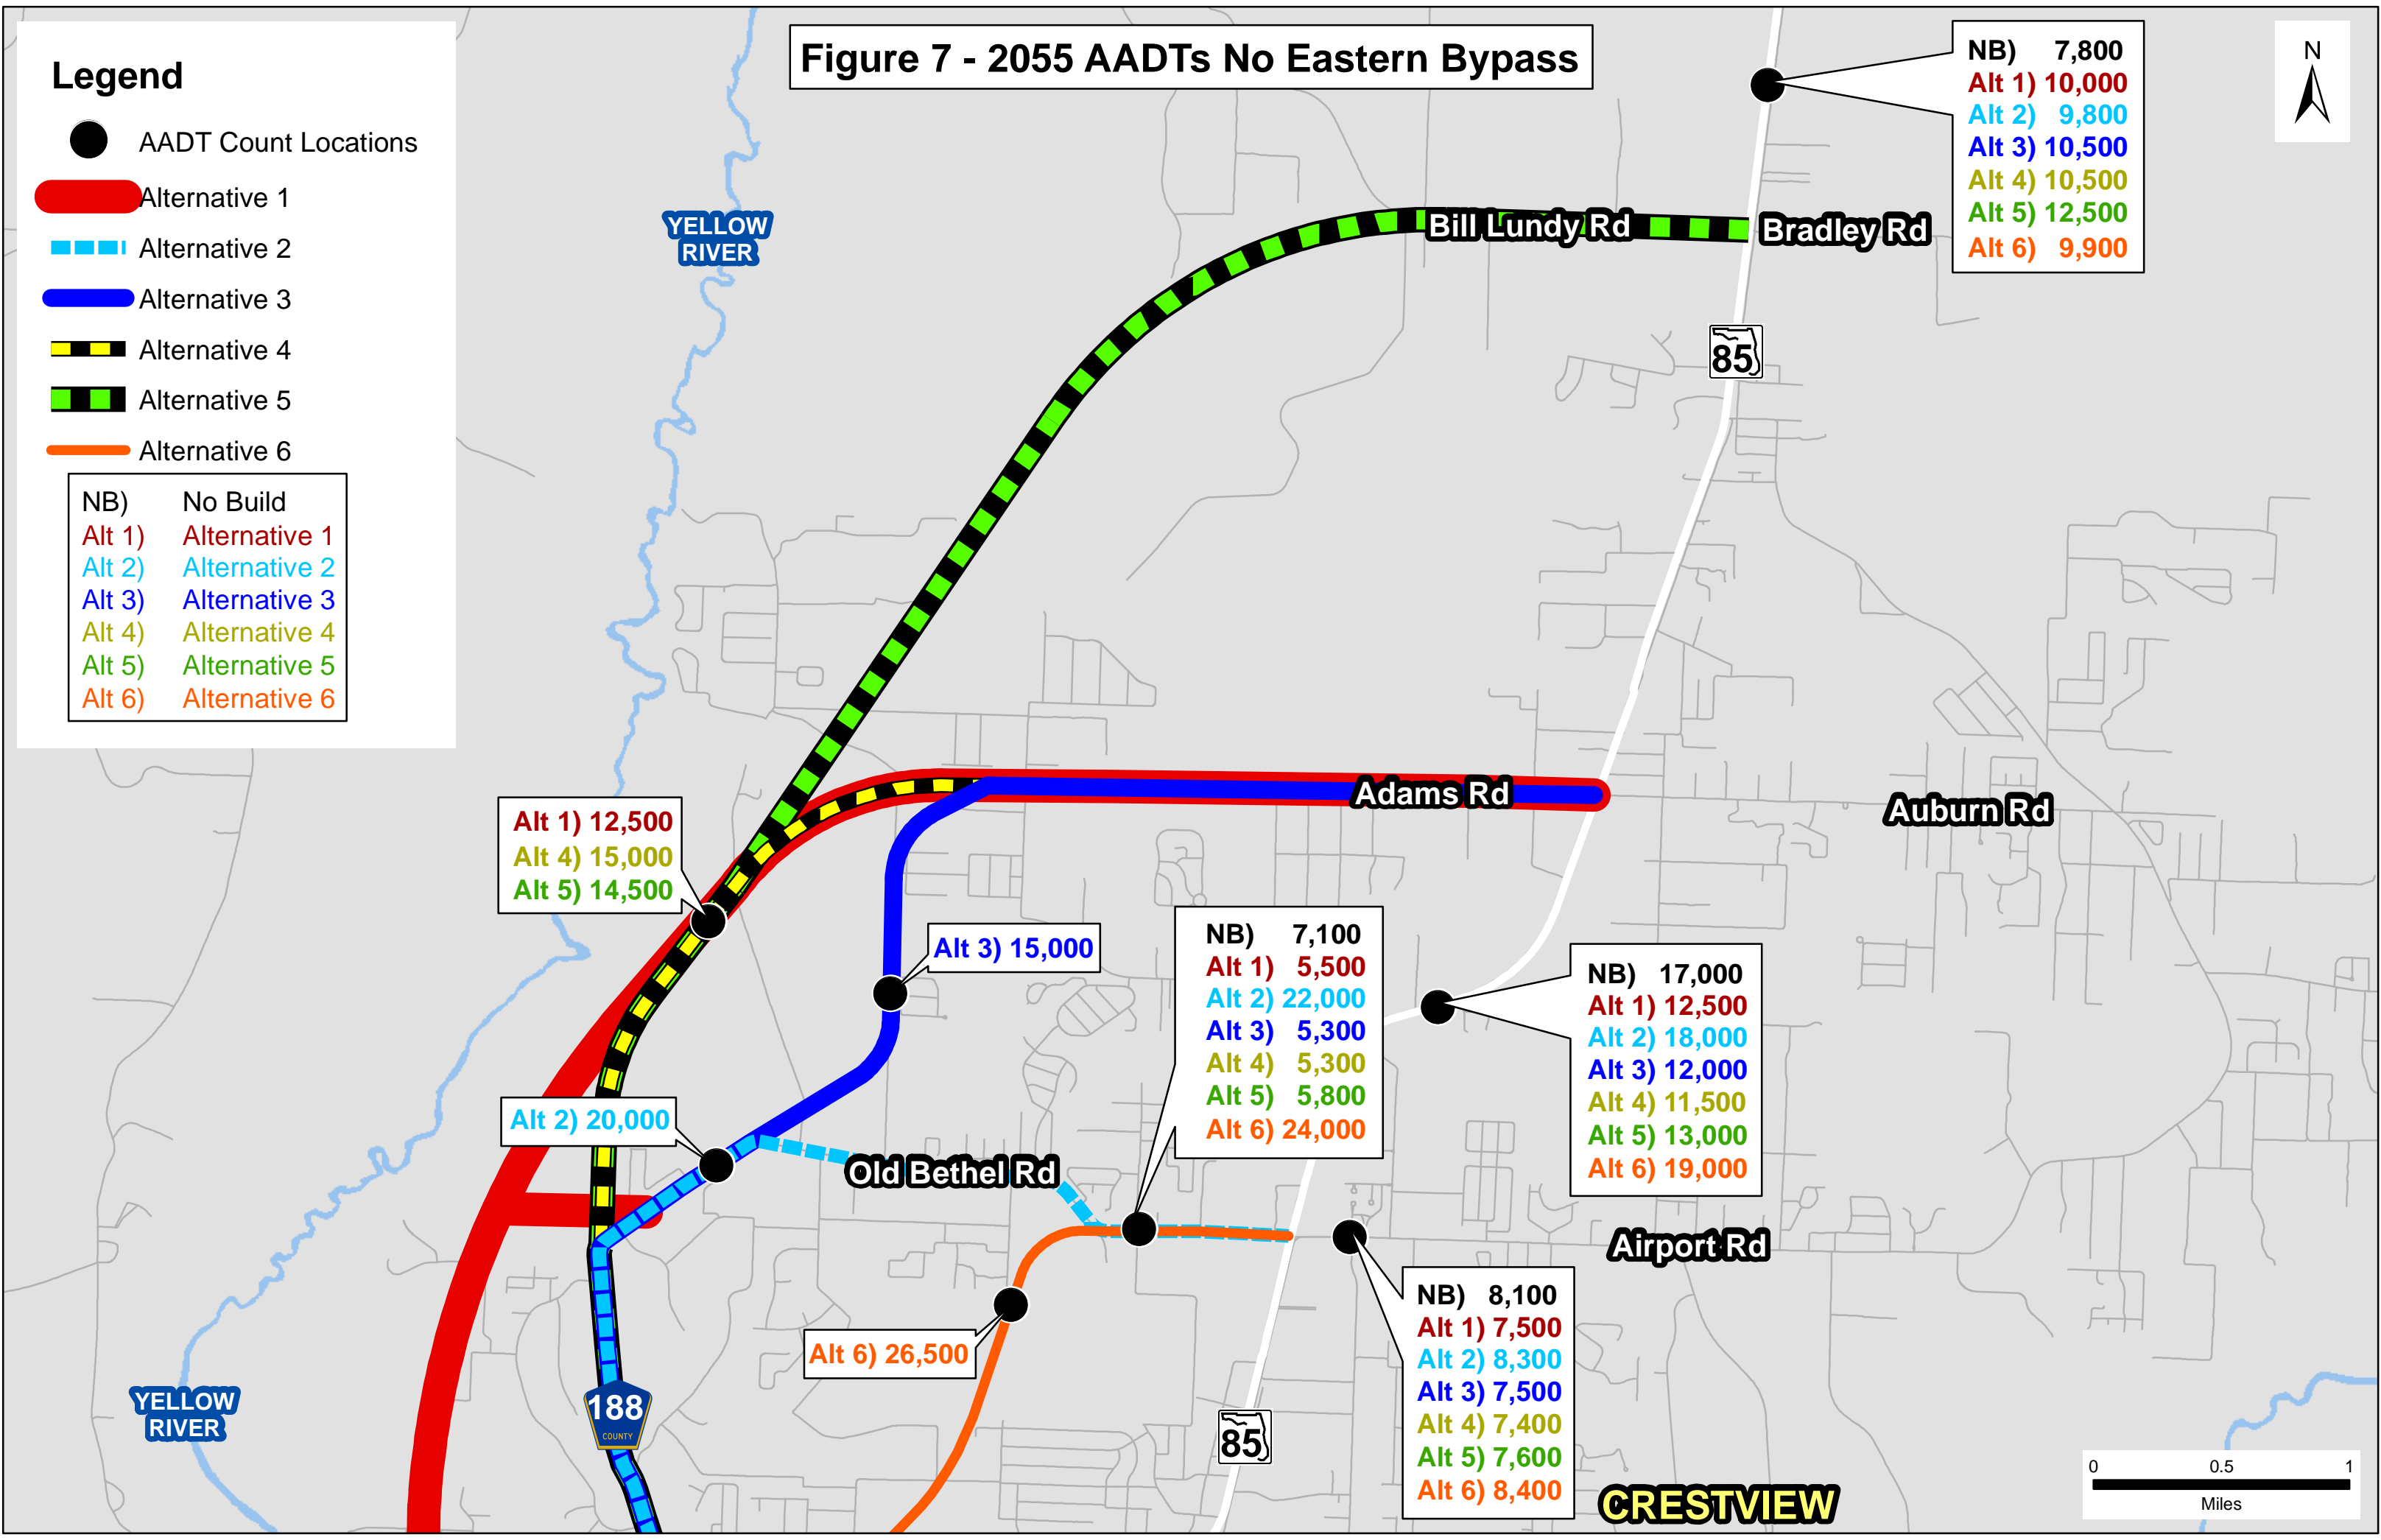 Figure 7 - 2055 AADTs No Eastern Bypass
Legend
AADT Count Locations
Alternative 1
Alternative 2
Alternative 3
Alternative 4
Alternative 5
Alternative 6
NB) No Build
Alt 1) Alternative 1
Alt 2) Alternative 2
Alt 3) Alternative 3
Alt 4) Alternative 4
Alt 5) Alternative 5
Alt 6) Alternative 6
NB) 7,800
Alt 1) 10,000
Alt 2) 9,800
Alt 3) 10,500
Alt 4) 10,500
Alt 5) 12,500
Alt 6) 9,900
N
YELLOW
RIVER
Bill Lundy Rd
Bradley Rd
85
Adams Rd
Auburn Rd
Alt 1) 12,500
Alt 4) 15,000
Alt 5) 14,500
Alt 3) 15,000
NB) 7,100
Alt 1) 5,500
Alt 2) 22,000
Alt 3) 5,300
Alt 4) 5,300
Alt 5) 5,800
Alt 6) 24,000
NB) 17,000
Alt 1) 12,500
Alt 2) 18,000
Alt 3) 12,000
Alt 4) 11,500
Alt 5) 13,000
Alt 6) 19,000
Alt 2) 20,000
Old Bethel Rd
Airport Rd
Alt 6) 26,500
NB) 8,100
Alt 1) 7,500
Alt 2) 8,300
Alt 3) 7,500
Alt 4) 7,400
Alt 5) 7,600
Alt 6) 8,400
YELLOW
RIVER
188
COUNTY
85
CRESTVIEW
0 0.5 1
Miles